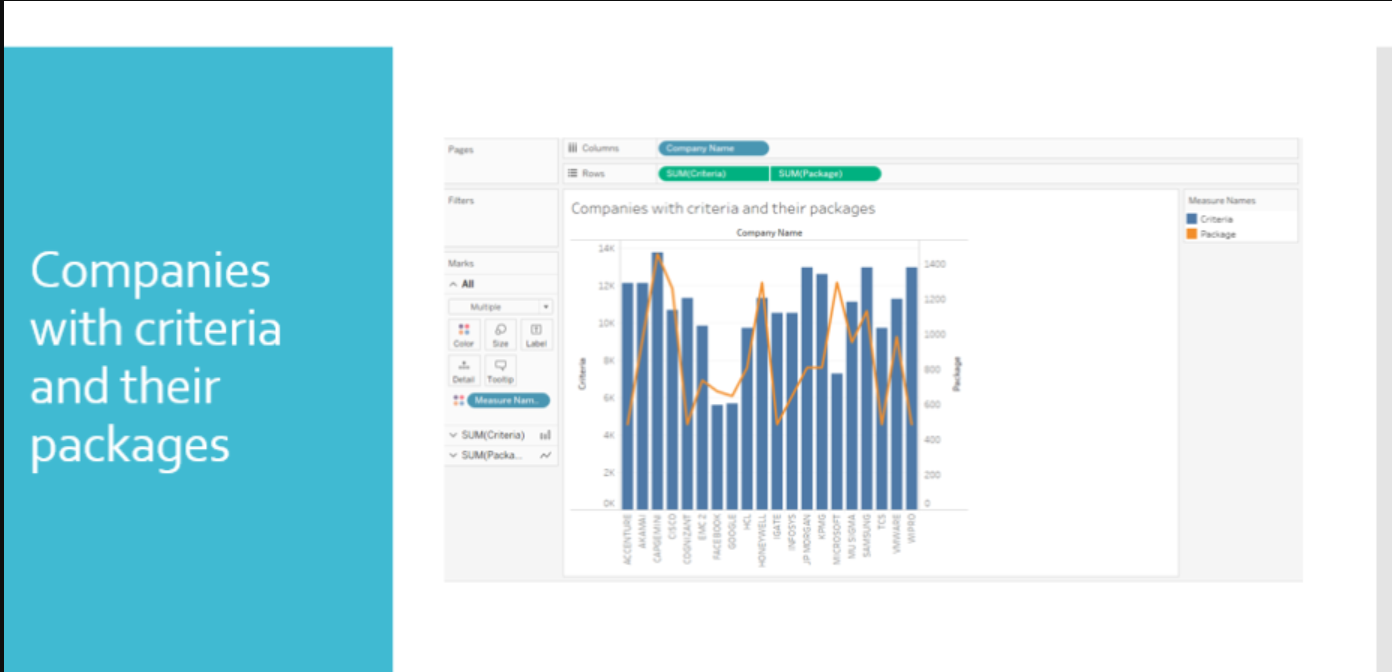 Companies
with criteria
and their
packages
Pages
Columns
Company Name
Rows
SUM(Criteria)
SUM(Package)
Filters
Companies with criteria and their packages
Measure Names
Criteria
Package
Marks
All
Multiple
Color
Size
Label
Detail
Tooltip
Measure Nam..
SUM(Criteria)
SUM(Packa...
Company Name
14K
12K
10K
8K
6K
4K
2K
0K
Criteria
1400
1200
1000
800
600
400
200
0
Package
ACCENTURE
AKAMAI
CAPGEMINI
CISCO
COGNIZANT
EMC 2
FACEBOOK
GOOGLE
HCL
HONEYWELL
IGATE
INFOSYS
JP MORGAN
KPMG
MICROSOFT
MU SIGMA
SAMSUNG
TCS
VMWARE
WIPRO